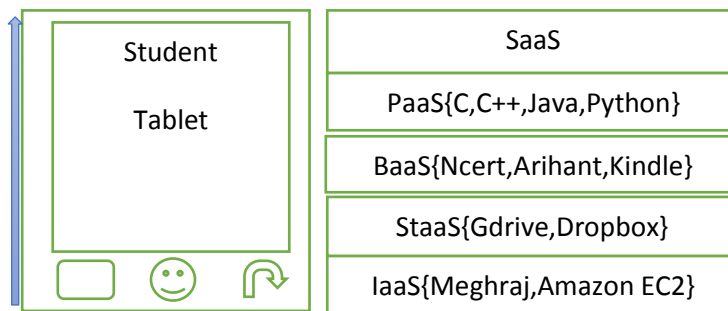 Student
Tablet
SaaS
PaaS{C,C++,Java,Python}
BaaS{Ncert,Arihant,Kindle}
StaaS{Gdrive,Dropbox}
IaaS{Meghraj,Amazon EC2}